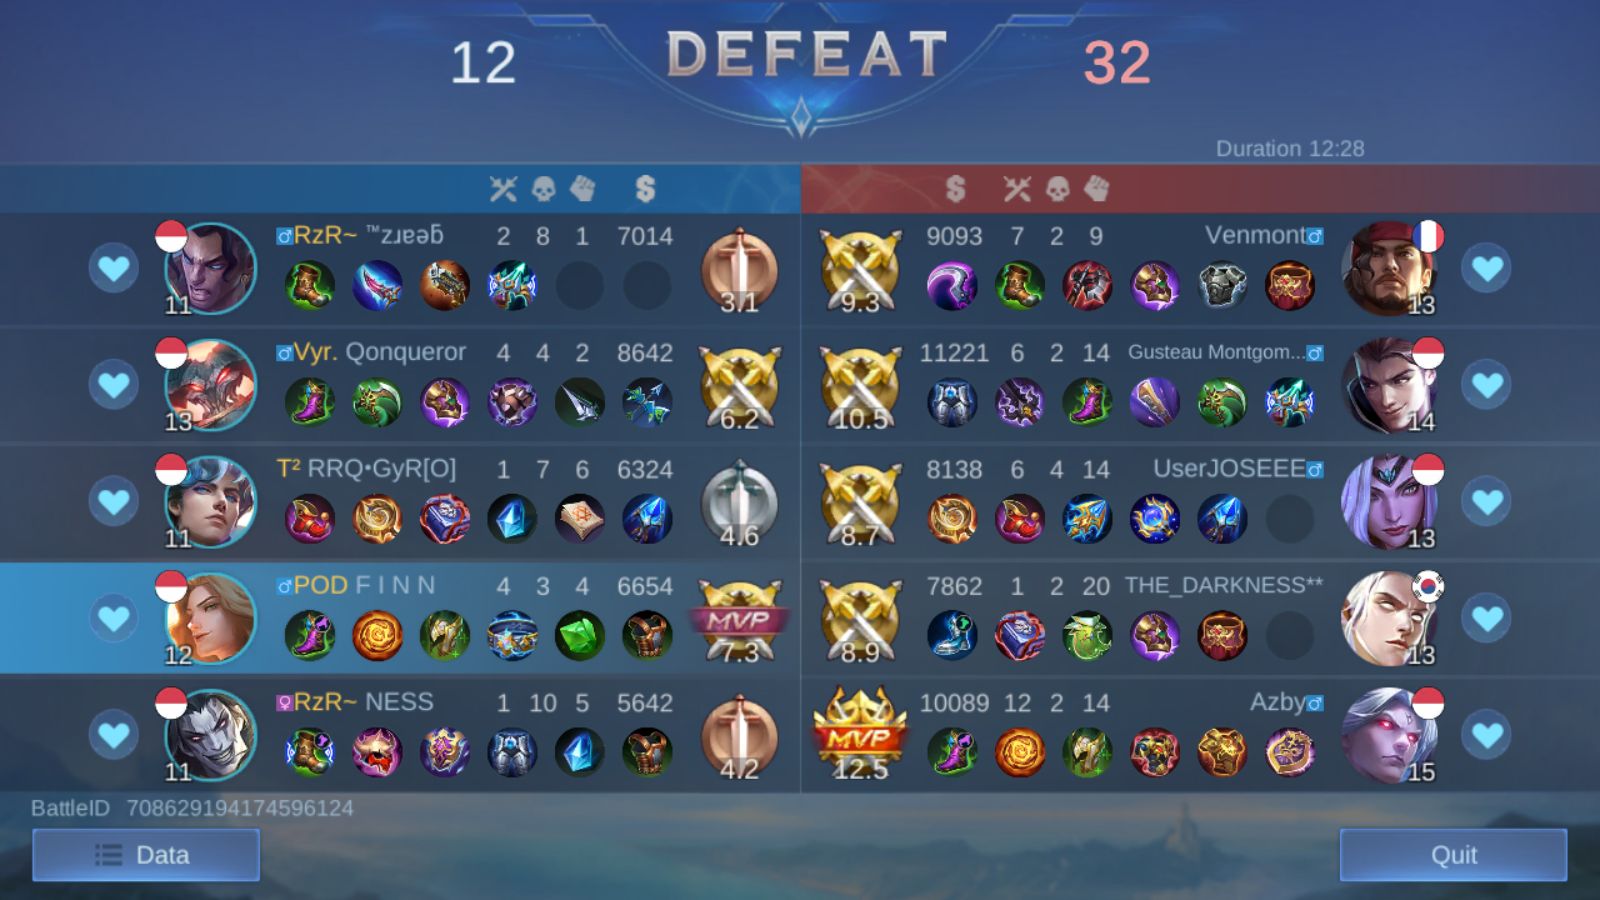 12 DEFEAT 32
Duration 12:28
RzR~ 2 8 1 7014
11 3.1
9093 7 2 9 Venmont
9.3 13
Vyr. Qonqueror 4 4 2 8642
13 6.2
11221 6 2 14 Gusteau Montgom...
10.5 14
T² RRQ•GyR[O] 1 7 6 6324
11 4.6
8138 6 4 14 UserJOSEEE
8.7 13
POD F I N N 4 3 4 6654
12 MVP 7.3
7862 1 2 20 THE_DARKNESS**
8.9 13
RzR~ NESS 1 10 5 5642
11 4.2
10089 12 2 14 Azby
MVP 12.5 15
BattleID 708629194174596124
Data
Quit